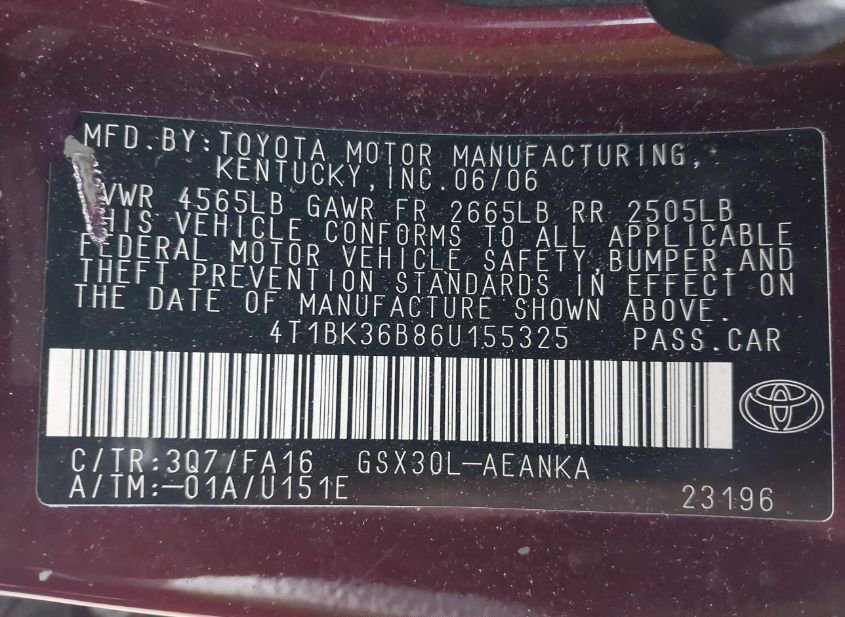 MFD. BY: TOYOTA MOTOR MANUFACTURING,
KENTUCKY, INC. 06/06
VWR 4565LB GAWR FR 2665LB RR 2505LB
THIS VEHICLE CONFORMS TO ALL APPLICABLE
FEDERAL MOTOR VEHICLE SAFETY, BUMPER, AND
THEFT PREVENTION STANDARDS IN EFFECT ON
THE DATE OF MANUFACTURE SHOWN ABOVE.
4T1BK36B86U155325 PASS. CAR
C/TR: 3Q7/FA16 GSX30L-AEANKA
A/TM: -01A/U151E 23196